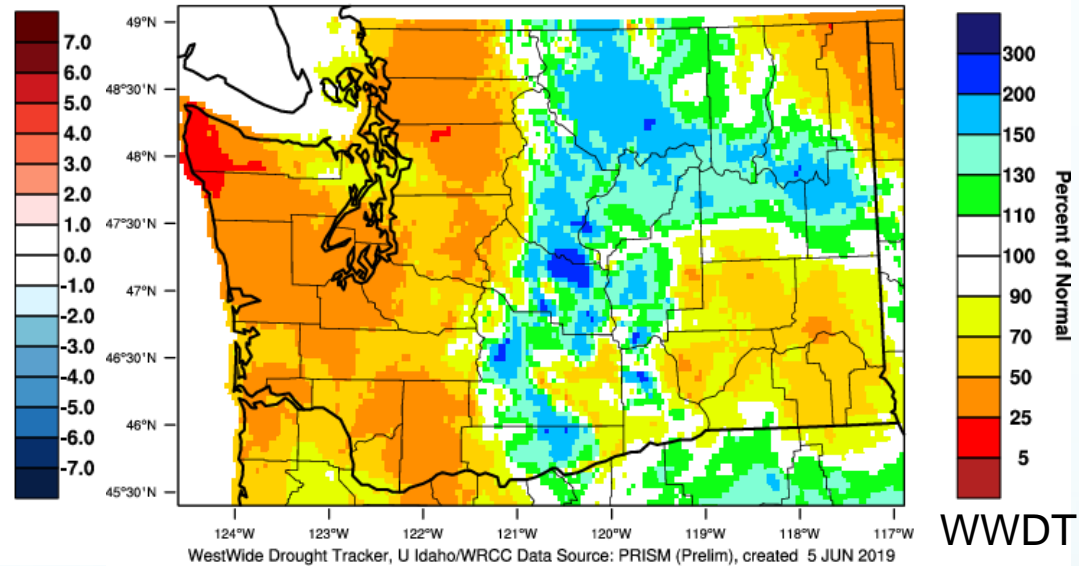 7.0
6.0
5.0
4.0
3.0
2.0
1.0
0.0
-1.0
-2.0
-3.0
-4.0
-5.0
-6.0
-7.0
49°N
48°30'N
48°N
47°30'N
47°N
46°30'N
46°N
45°30'N
124°W 123°W 122°W 121°W 120°W 119°W 118°W 117°W
WestWide Drought Tracker, U Idaho/WRCC Data Source: PRISM (Prelim), created 5 JUN 2019
300
200
150
130
110
100
90
70
50
25
5
Percent of Normal
WWDT